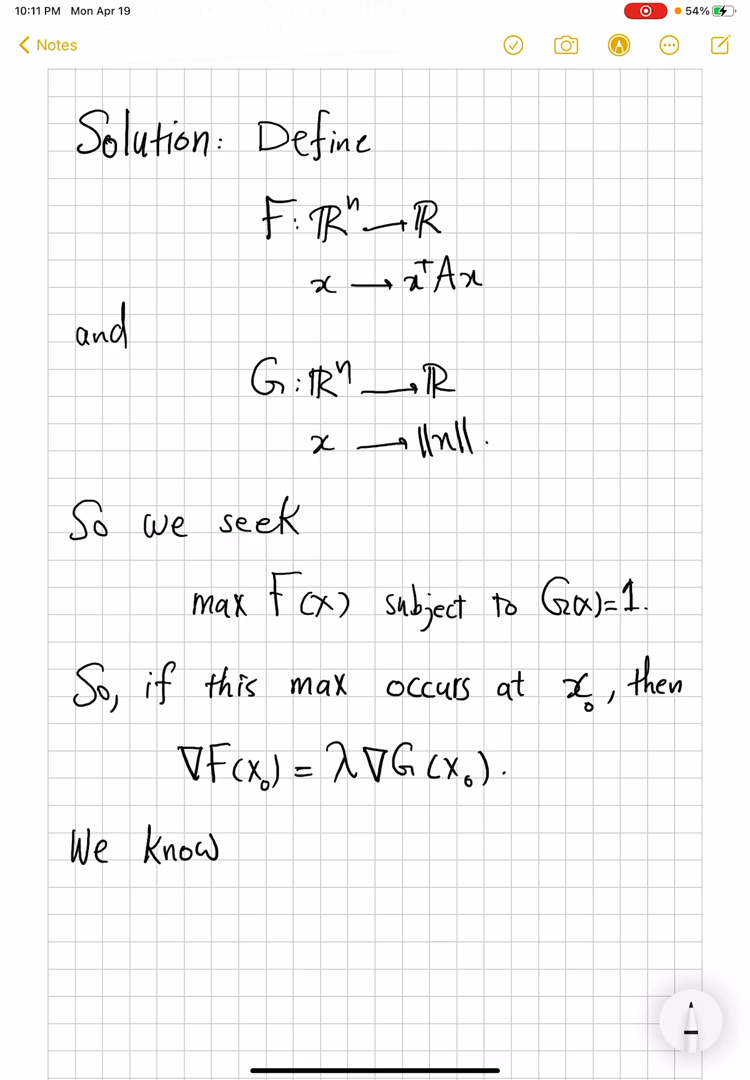 10:11 PM Mon Apr 19 54%
Notes
Solution: Define
F: ℝⁿ → ℝ
x → xᵀAx
and
G: ℝⁿ → ℝ
x → ||x||.
So we seek
max F(x) subject to G(x)=1.
So, if this max occurs at x₀, then
∇F(x₀) = λ∇G(x₀).
We know